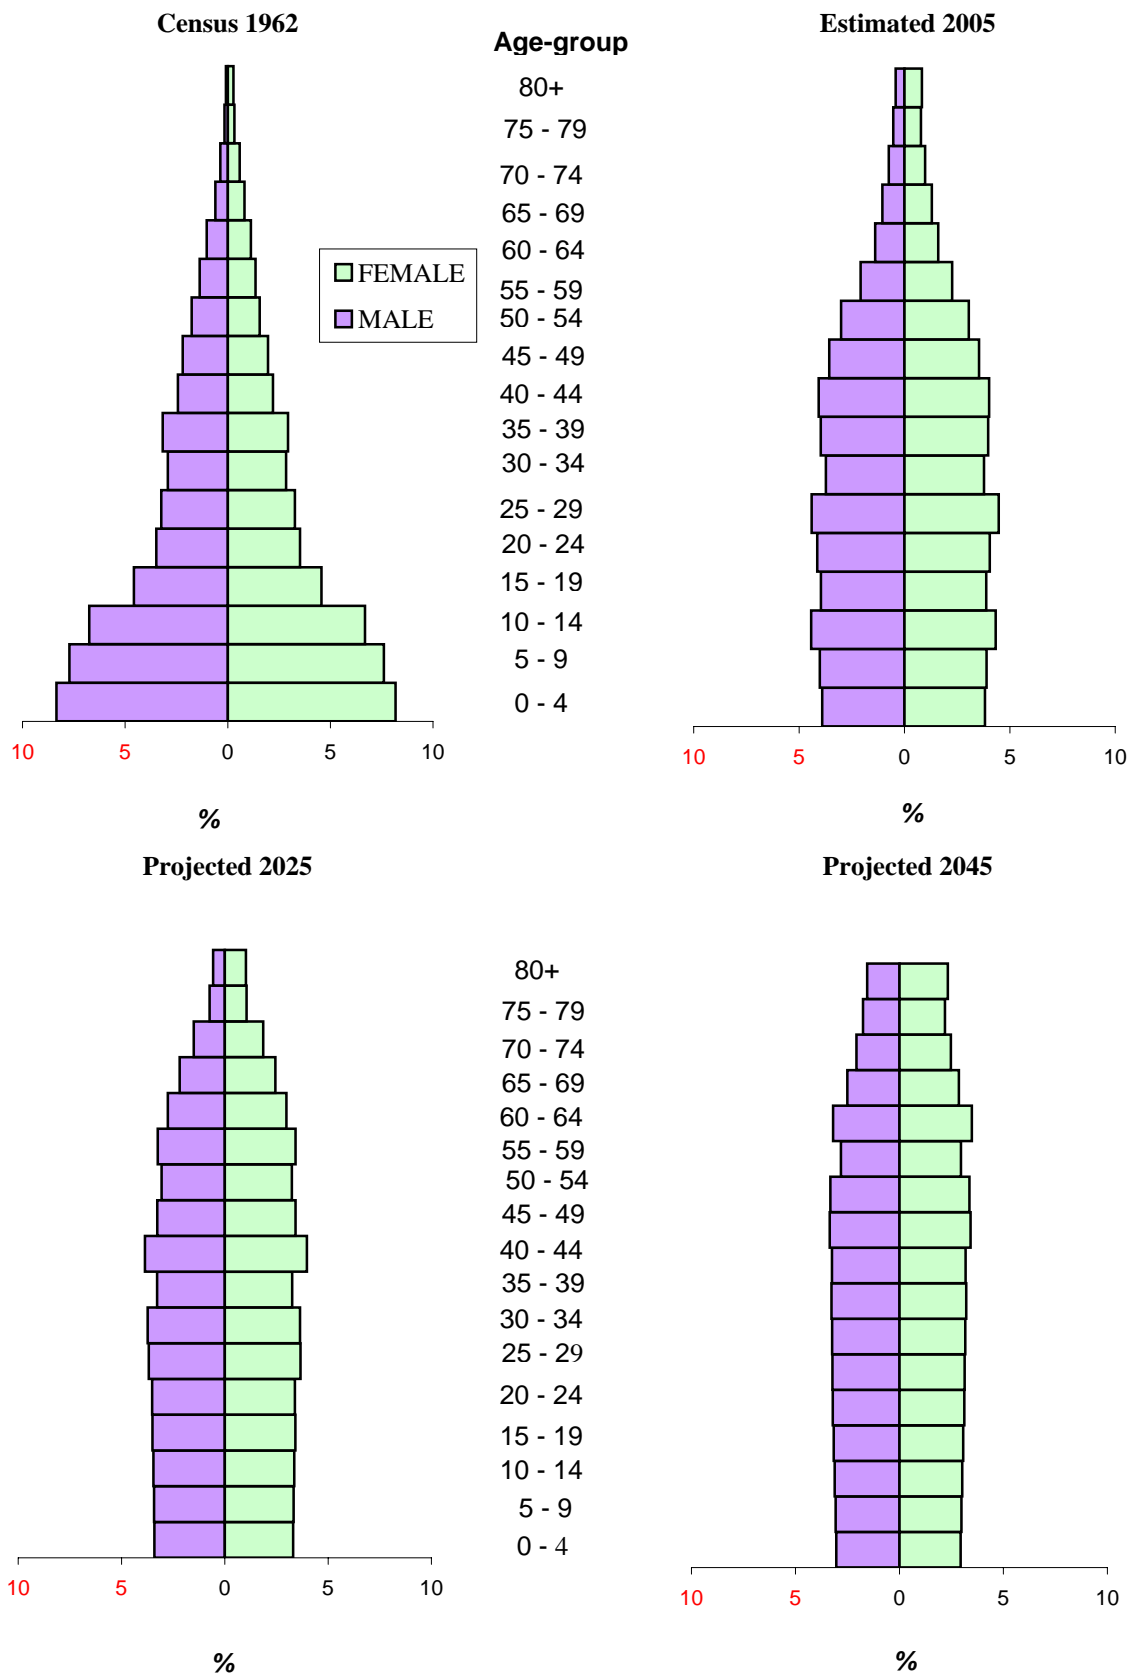 Census 1962
Age-group
Estimated 2005
80+
75 - 79
70 - 74
65 - 69
60 - 64
55 - 59
50 - 54
45 - 49
40 - 44
35 - 39
30 - 34
25 - 29
20 - 24
15 - 19
10 - 14
5 - 9
0 - 4
FEMALE
MALE
10 5 0 5 10
%
10 5 0 5 10
%
Projected 2025
Projected 2045
80+
75 - 79
70 - 74
65 - 69
60 - 64
55 - 59
50 - 54
45 - 49
40 - 44
35 - 39
30 - 34
25 - 29
20 - 24
15 - 19
10 - 14
5 - 9
0 - 4
10 5 0 5 10
%
10 5 0 5 10
%